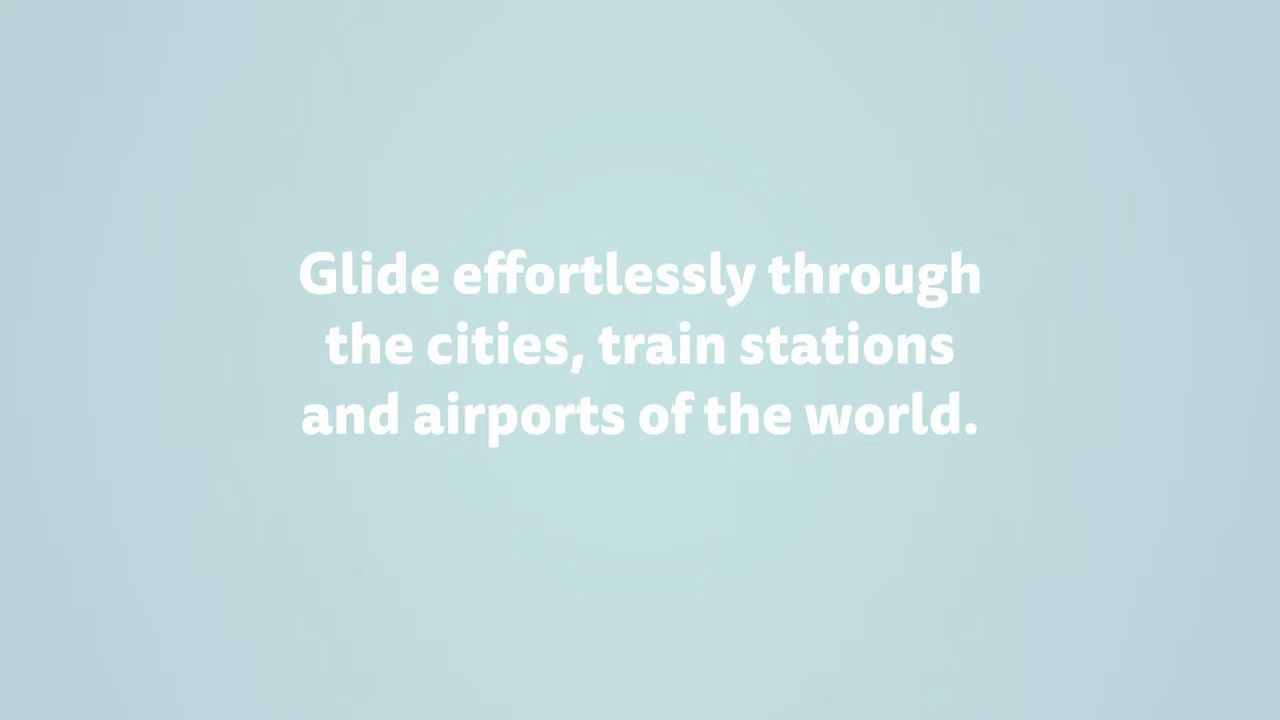 Glide effortlessly through
the cities, train stations
and airports of the world.